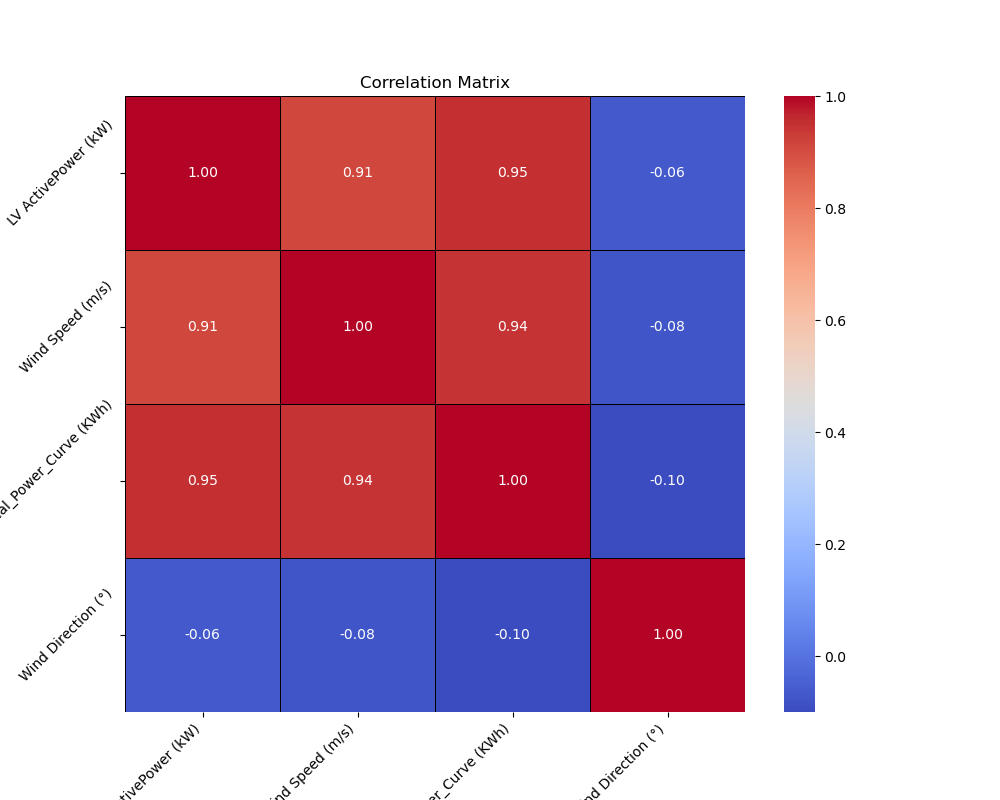 Correlation Matrix
LV ActivePower (kW)
1.00 0.91 0.95 -0.06
Wind Speed (m/s)
0.91 1.00 0.94 -0.08
al_Power_Curve (KWh)
0.95 0.94 1.00 -0.10
Wind Direction (°)
-0.06 -0.08 -0.10 1.00
tivePower (kW)
nd Speed (m/s)
er_Curve (KWh)
nd Direction (°)
1.0
0.8
0.6
0.4
0.2
0.0